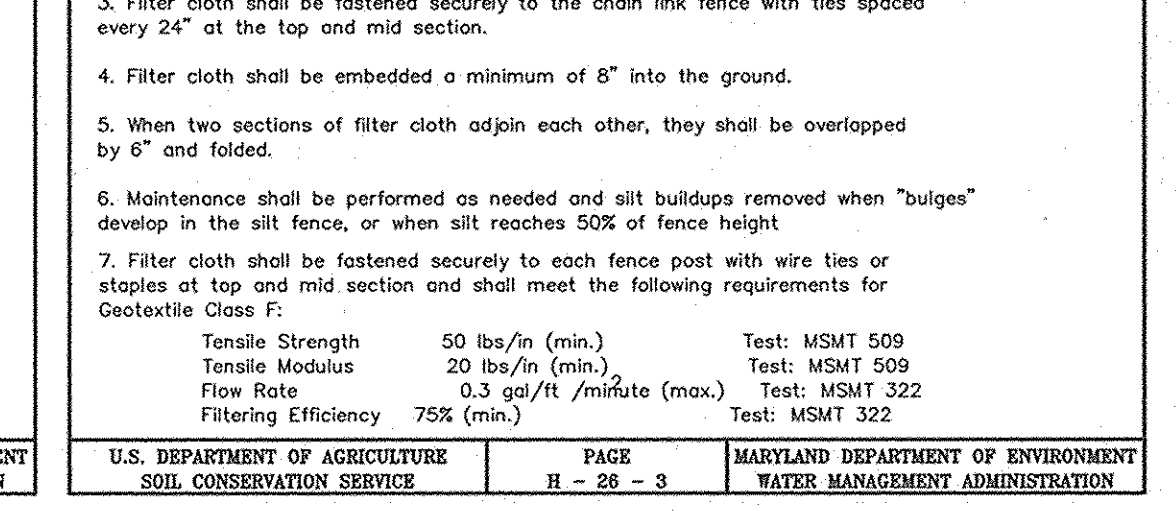 3. Filter cloth shall be fastened securely to the chain link fence with ties spaced
every 24" at the top and mid section.
4. Filter cloth shall be embedded a minimum of 8" into the ground.
5. When two sections of filter cloth adjoin each other, they shall be overlapped
by 6" and folded.
6. Maintenance shall be performed as needed and silt buildups removed when "bulges"
develop in the silt fence, or when silt reaches 50% of fence height
7. Filter cloth shall be fastened securely to each fence post with wire ties or
staples at top and mid section and shall meet the following requirements for
Geotextile Class F:
Tensile Strength 50 lbs/in (min.) Test: MSMT 509
Tensile Modulus 20 lbs/in (min.) Test: MSMT 509
Flow Rate 0.3 gal/ft²/minute (max.) Test: MSMT 322
Filtering Efficiency 75% (min.) Test: MSMT 322
U.S. DEPARTMENT OF AGRICULTURE PAGE MARYLAND DEPARTMENT OF ENVIRONMENT
SOIL CONSERVATION SERVICE H - 26 - 3 WATER MANAGEMENT ADMINISTRATION